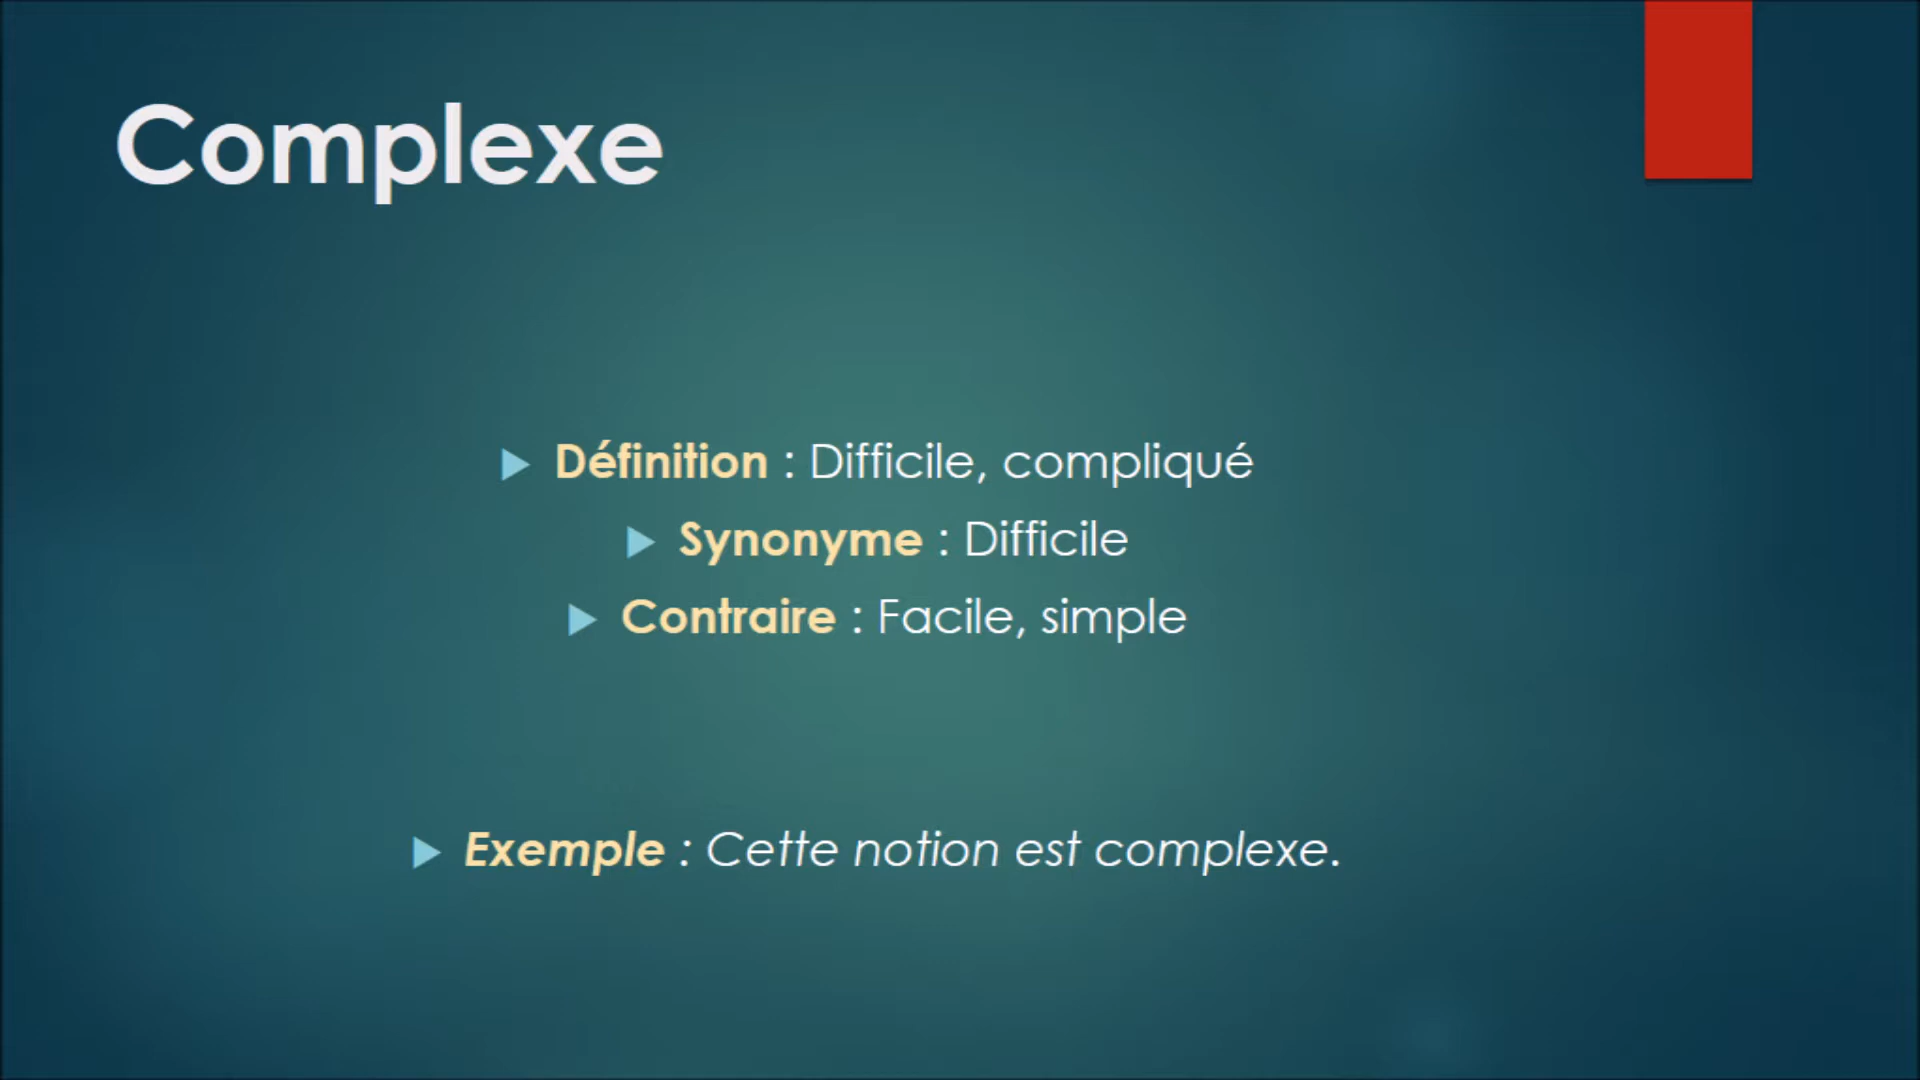 Complexe
Définition : Difficile, compliqué
Synonyme : Difficile
Contraire : Facile, simple
Exemple : Cette notion est complexe.